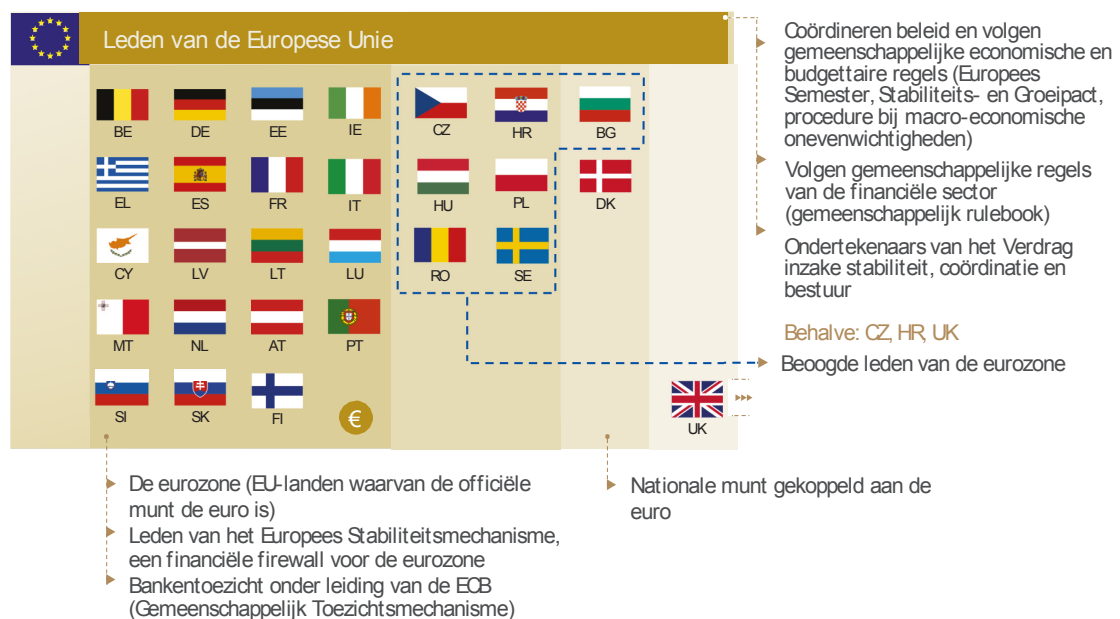 Leden van de Europese Unie
BE DE EE IE CZ HR BG
EL ES FR IT HU PL DK
CY LV LT LU RO SE
MT NL AT PT
SI SK FI € UK
Coördineren beleid en volgen
gemeenschappelijke economische en
budgettaire regels (Europees
Semester, Stabiliteits- en Groeipact,
procedure bij macro-economische
onevenwichtigheden)
Volgen gemeenschappelijke regels
van de financiële sector
(gemeenschappelijk rulebook)
Ondertekenaars van het Verdrag
inzake stabiliteit, coördinatie en
bestuur
Behalve: CZ, HR, UK
Beoogde leden van de eurozone
De eurozone (EU-landen waarvan de officiële
munt de euro is)
Leden van het Europees Stabiliteitsmechanisme,
een financiële firewall voor de eurozone
Bankentoezicht onder leiding van de ECB
(Gemeenschappelijk Toezichtsmechanisme)
Nationale munt gekoppeld aan de
euro